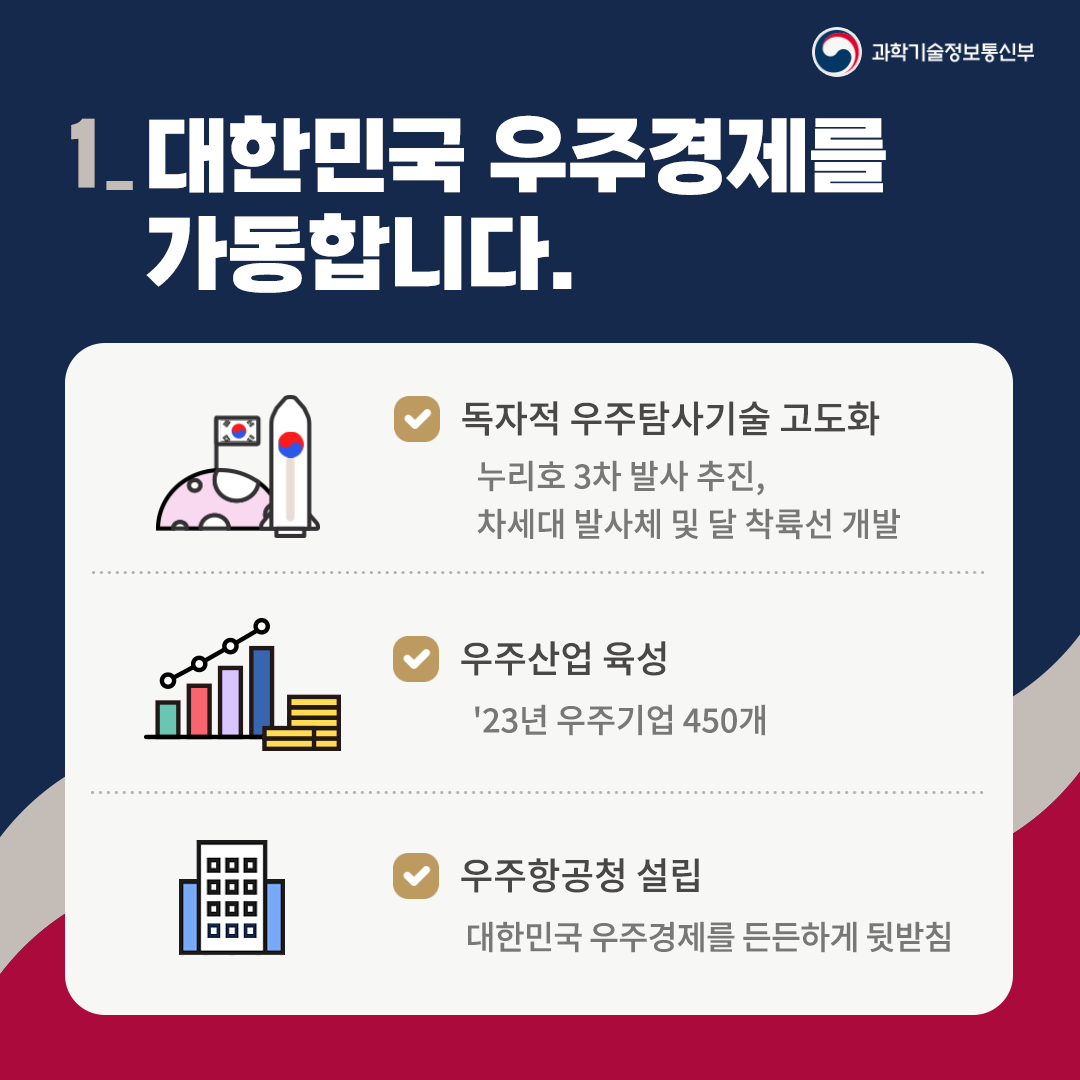 과학기술정보통신부
1_ 대한민국 우주경제를
가동합니다.
독자적 우주탐사기술 고도화
누리호 3차 발사 추진,
차세대 발사체 및 달 착륙선 개발
우주산업 육성
'23년 우주기업 450개
우주항공청 설립
대한민국 우주경제를 든든하게 뒷받침